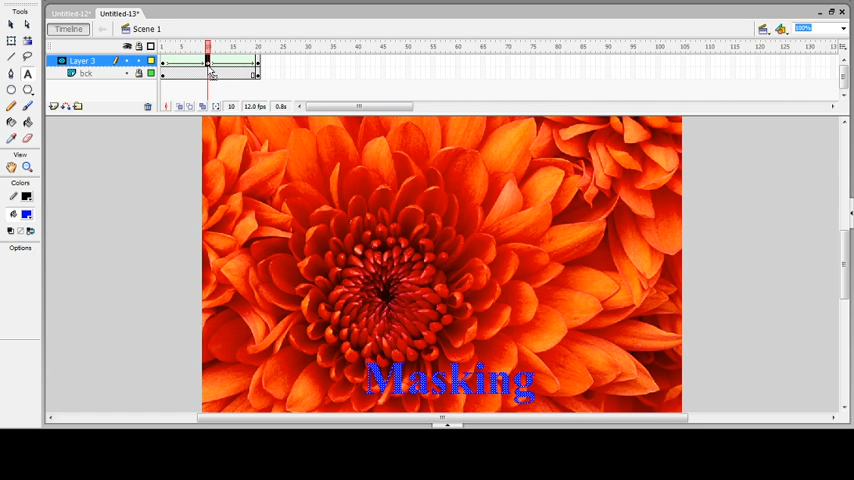 Tools
Untitled-12*
Untitled-13*
Timeline
Scene 1
100%
1 5 10 15 20 25 30 35 40 45 50 55 60 65 70 75 80 85 90 95 100 105 110 115 120 125 130
Layer 3
bck
10 12.0 fps 0.8s
View
Colors
Options
Masking